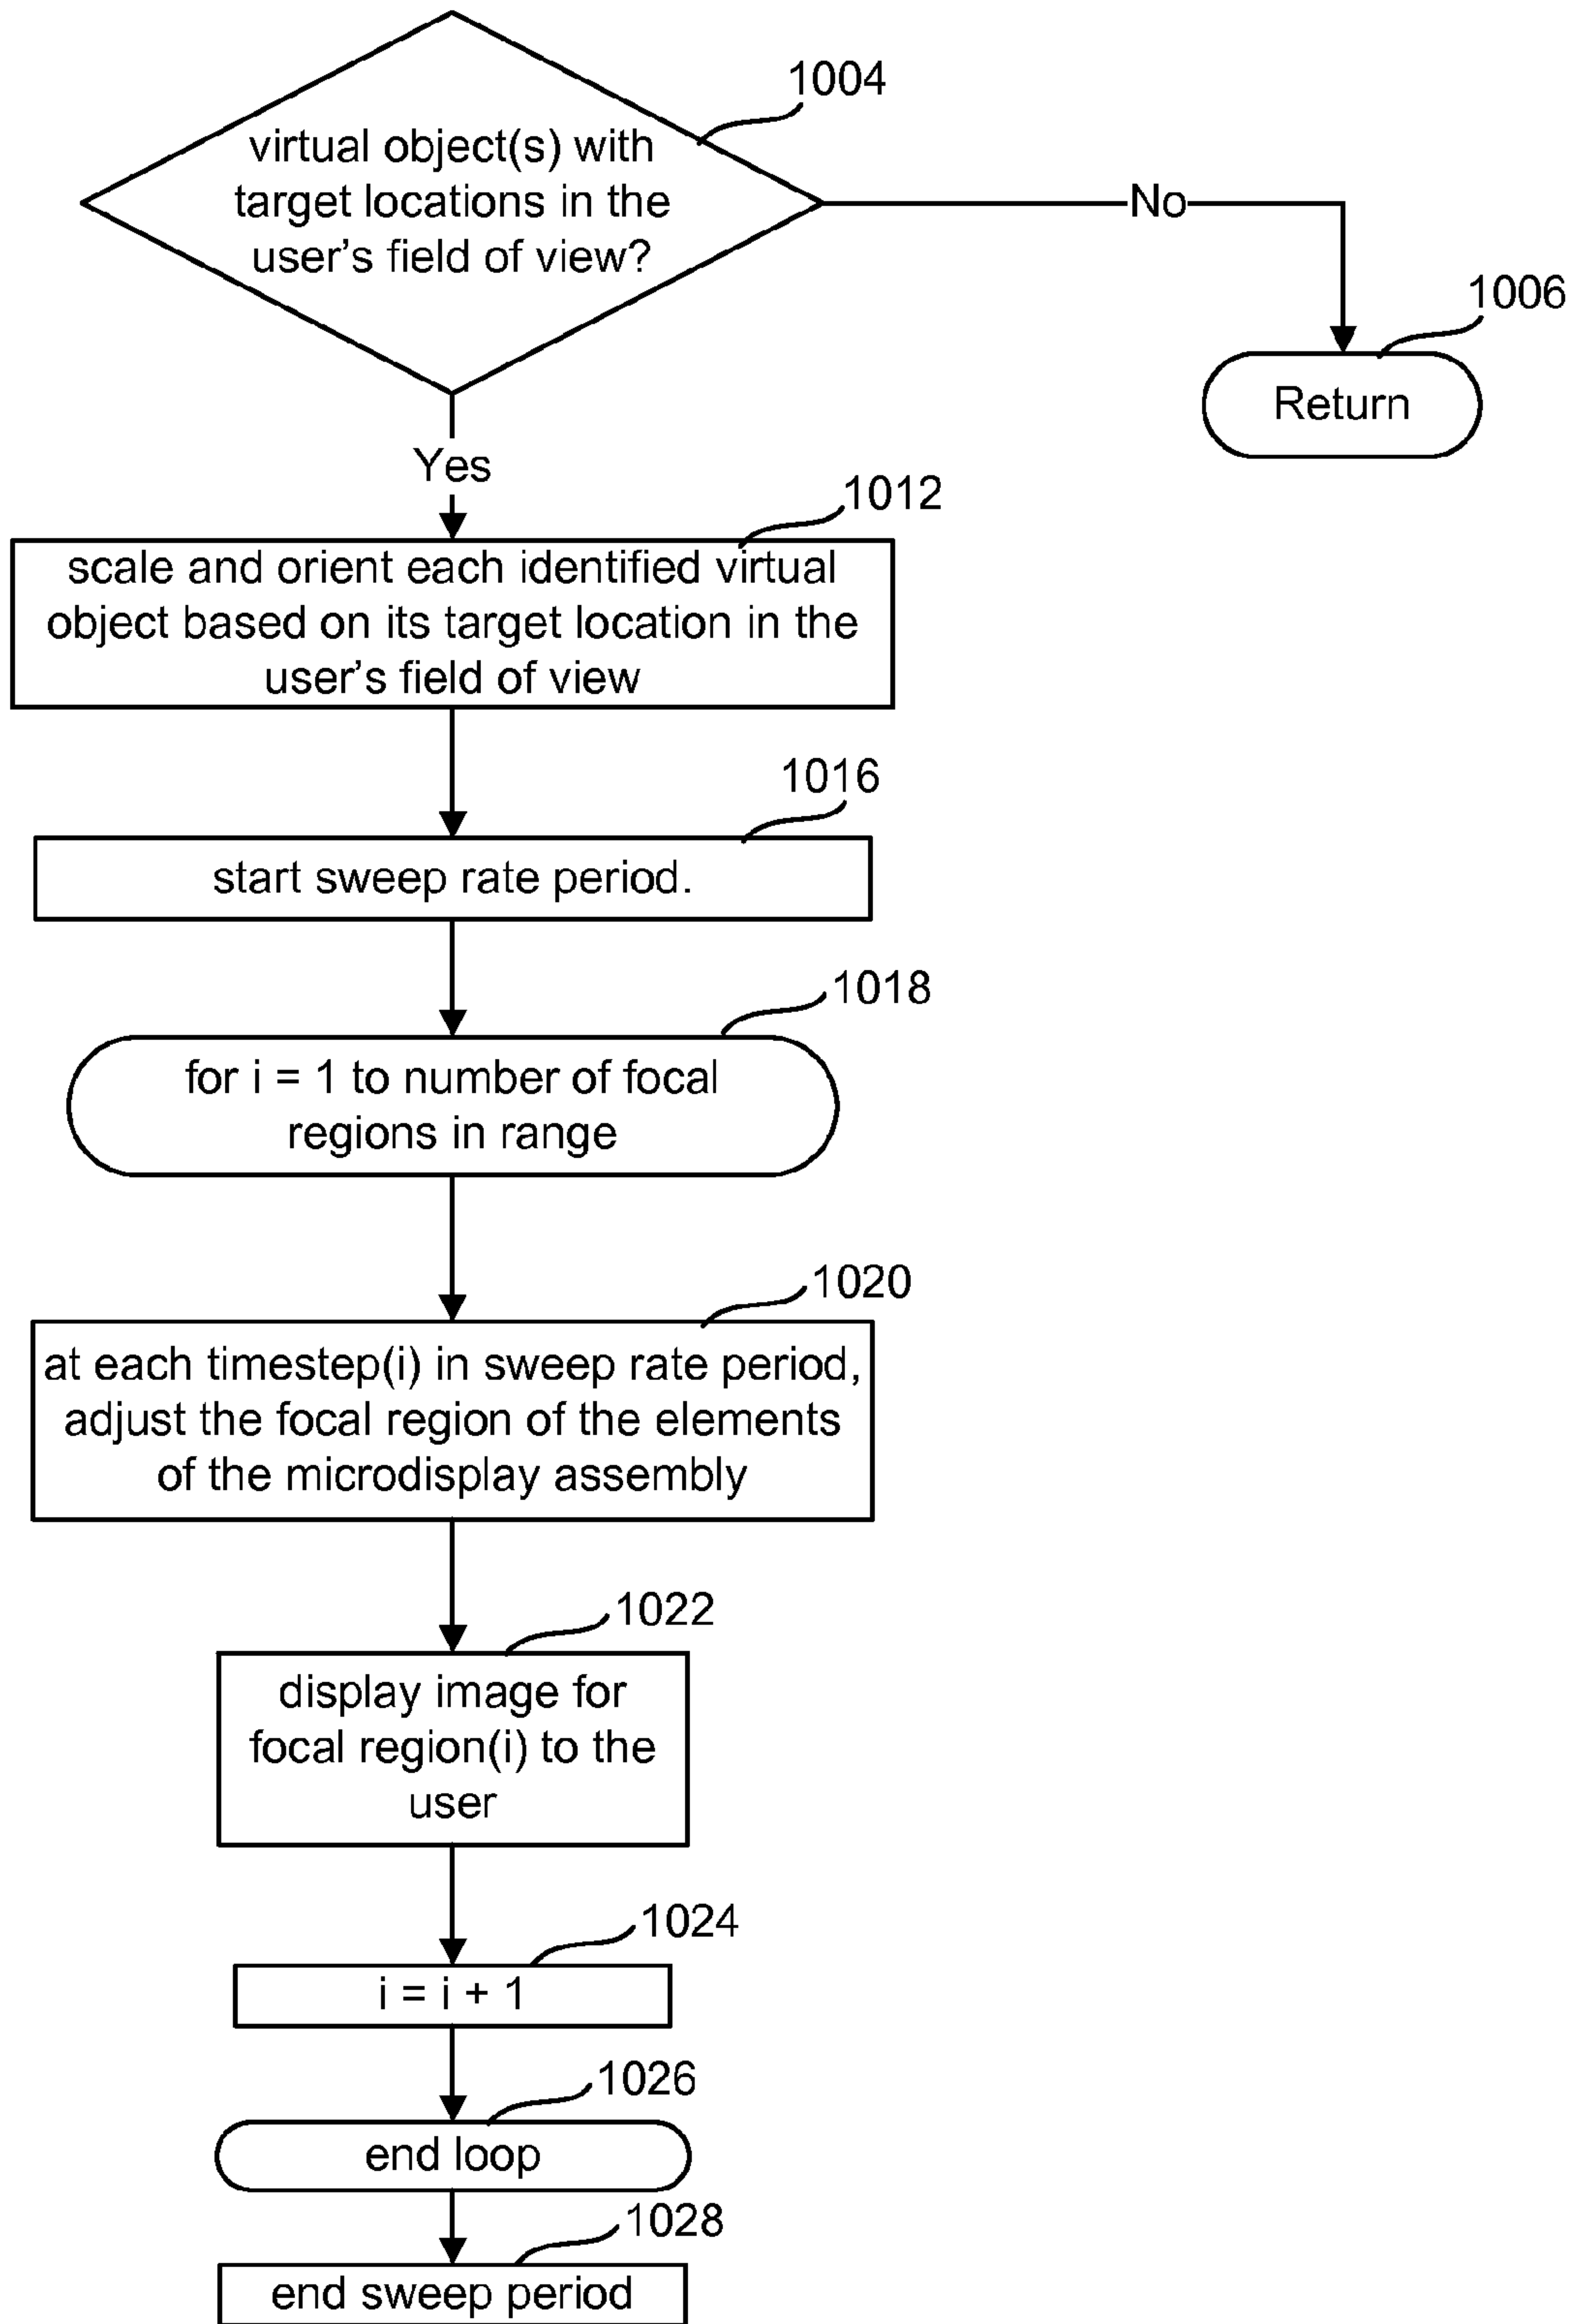 1004
virtual object(s) with
target locations in the
user's field of view?
No
1006
Return
Yes
1012
scale and orient each identified virtual
object based on its target location in the
user's field of view
1016
start sweep rate period.
1018
for i = 1 to number of focal
regions in range
1020
at each timestep(i) in sweep rate period,
adjust the focal region of the elements
of the microdisplay assembly
1022
display image for
focal region(i) to the
user
1024
i = i + 1
1026
end loop
1028
end sweep period